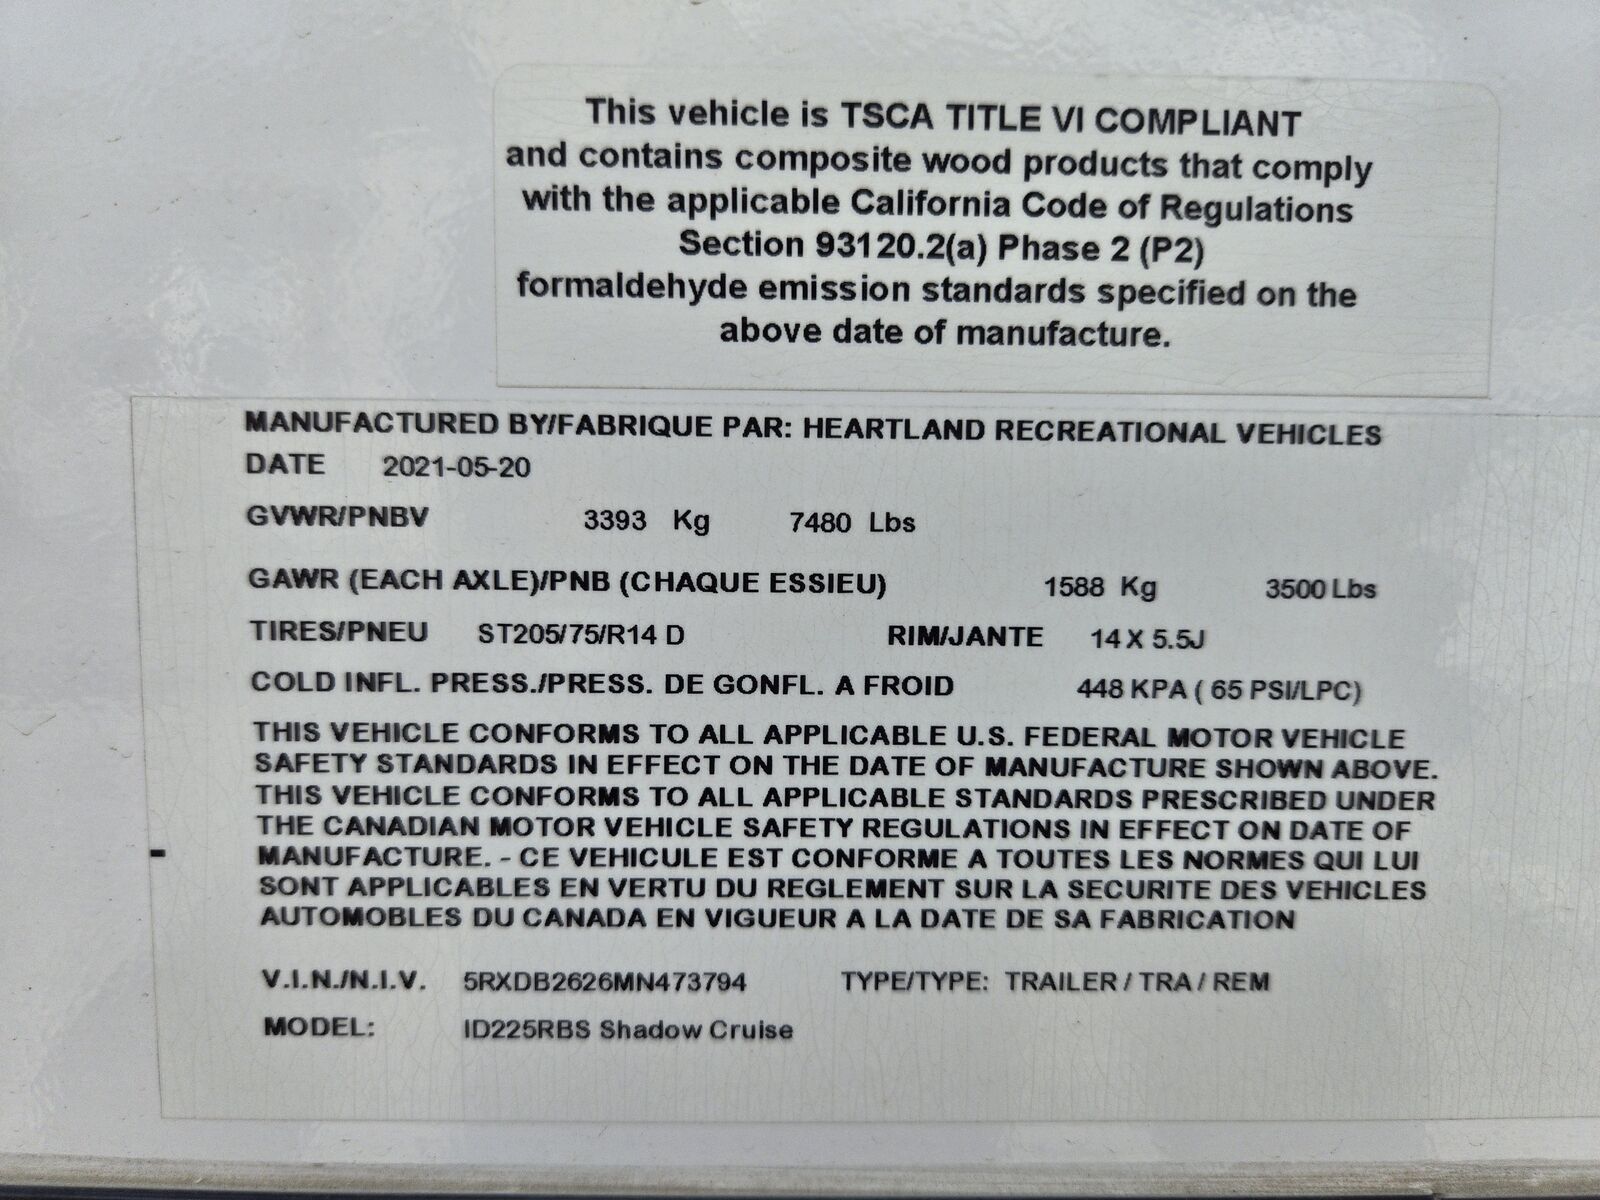 This vehicle is TSCA TITLE VI COMPLIANT
and contains composite wood products that comply
with the applicable California Code of Regulations
Section 93120.2(a) Phase 2 (P2)
formaldehyde emission standards specified on the
above date of manufacture.
MANUFACTURED BY/FABRIQUE PAR: HEARTLAND RECREATIONAL VEHICLES
DATE 2021-05-20
GVWR/PNBV 3393 Kg 7480 Lbs
GAWR (EACH AXLE)/PNB (CHAQUE ESSIEU) 1588 Kg 3500 Lbs
TIRES/PNEU ST205/75/R14 D RIM/JANTE 14 X 5.5J
COLD INFL. PRESS./PRESS. DE GONFL. A FROID 448 KPA ( 65 PSI/LPC)
THIS VEHICLE CONFORMS TO ALL APPLICABLE U.S. FEDERAL MOTOR VEHICLE
SAFETY STANDARDS IN EFFECT ON THE DATE OF MANUFACTURE SHOWN ABOVE.
THIS VEHICLE CONFORMS TO ALL APPLICABLE STANDARDS PRESCRIBED UNDER
THE CANADIAN MOTOR VEHICLE SAFETY REGULATIONS IN EFFECT ON DATE OF
MANUFACTURE. - CE VEHICULE EST CONFORME A TOUTES LES NORMES QUI LUI
SONT APPLICABLES EN VERTU DU REGLEMENT SUR LA SECURITE DES VEHICLES
AUTOMOBLES DU CANADA EN VIGUEUR A LA DATE DE SA FABRICATION
V.I.N./N.I.V. 5RXDB2626MN473794 TYPE/TYPE: TRAILER / TRA / REM
MODEL: ID225RBS Shadow Cruise